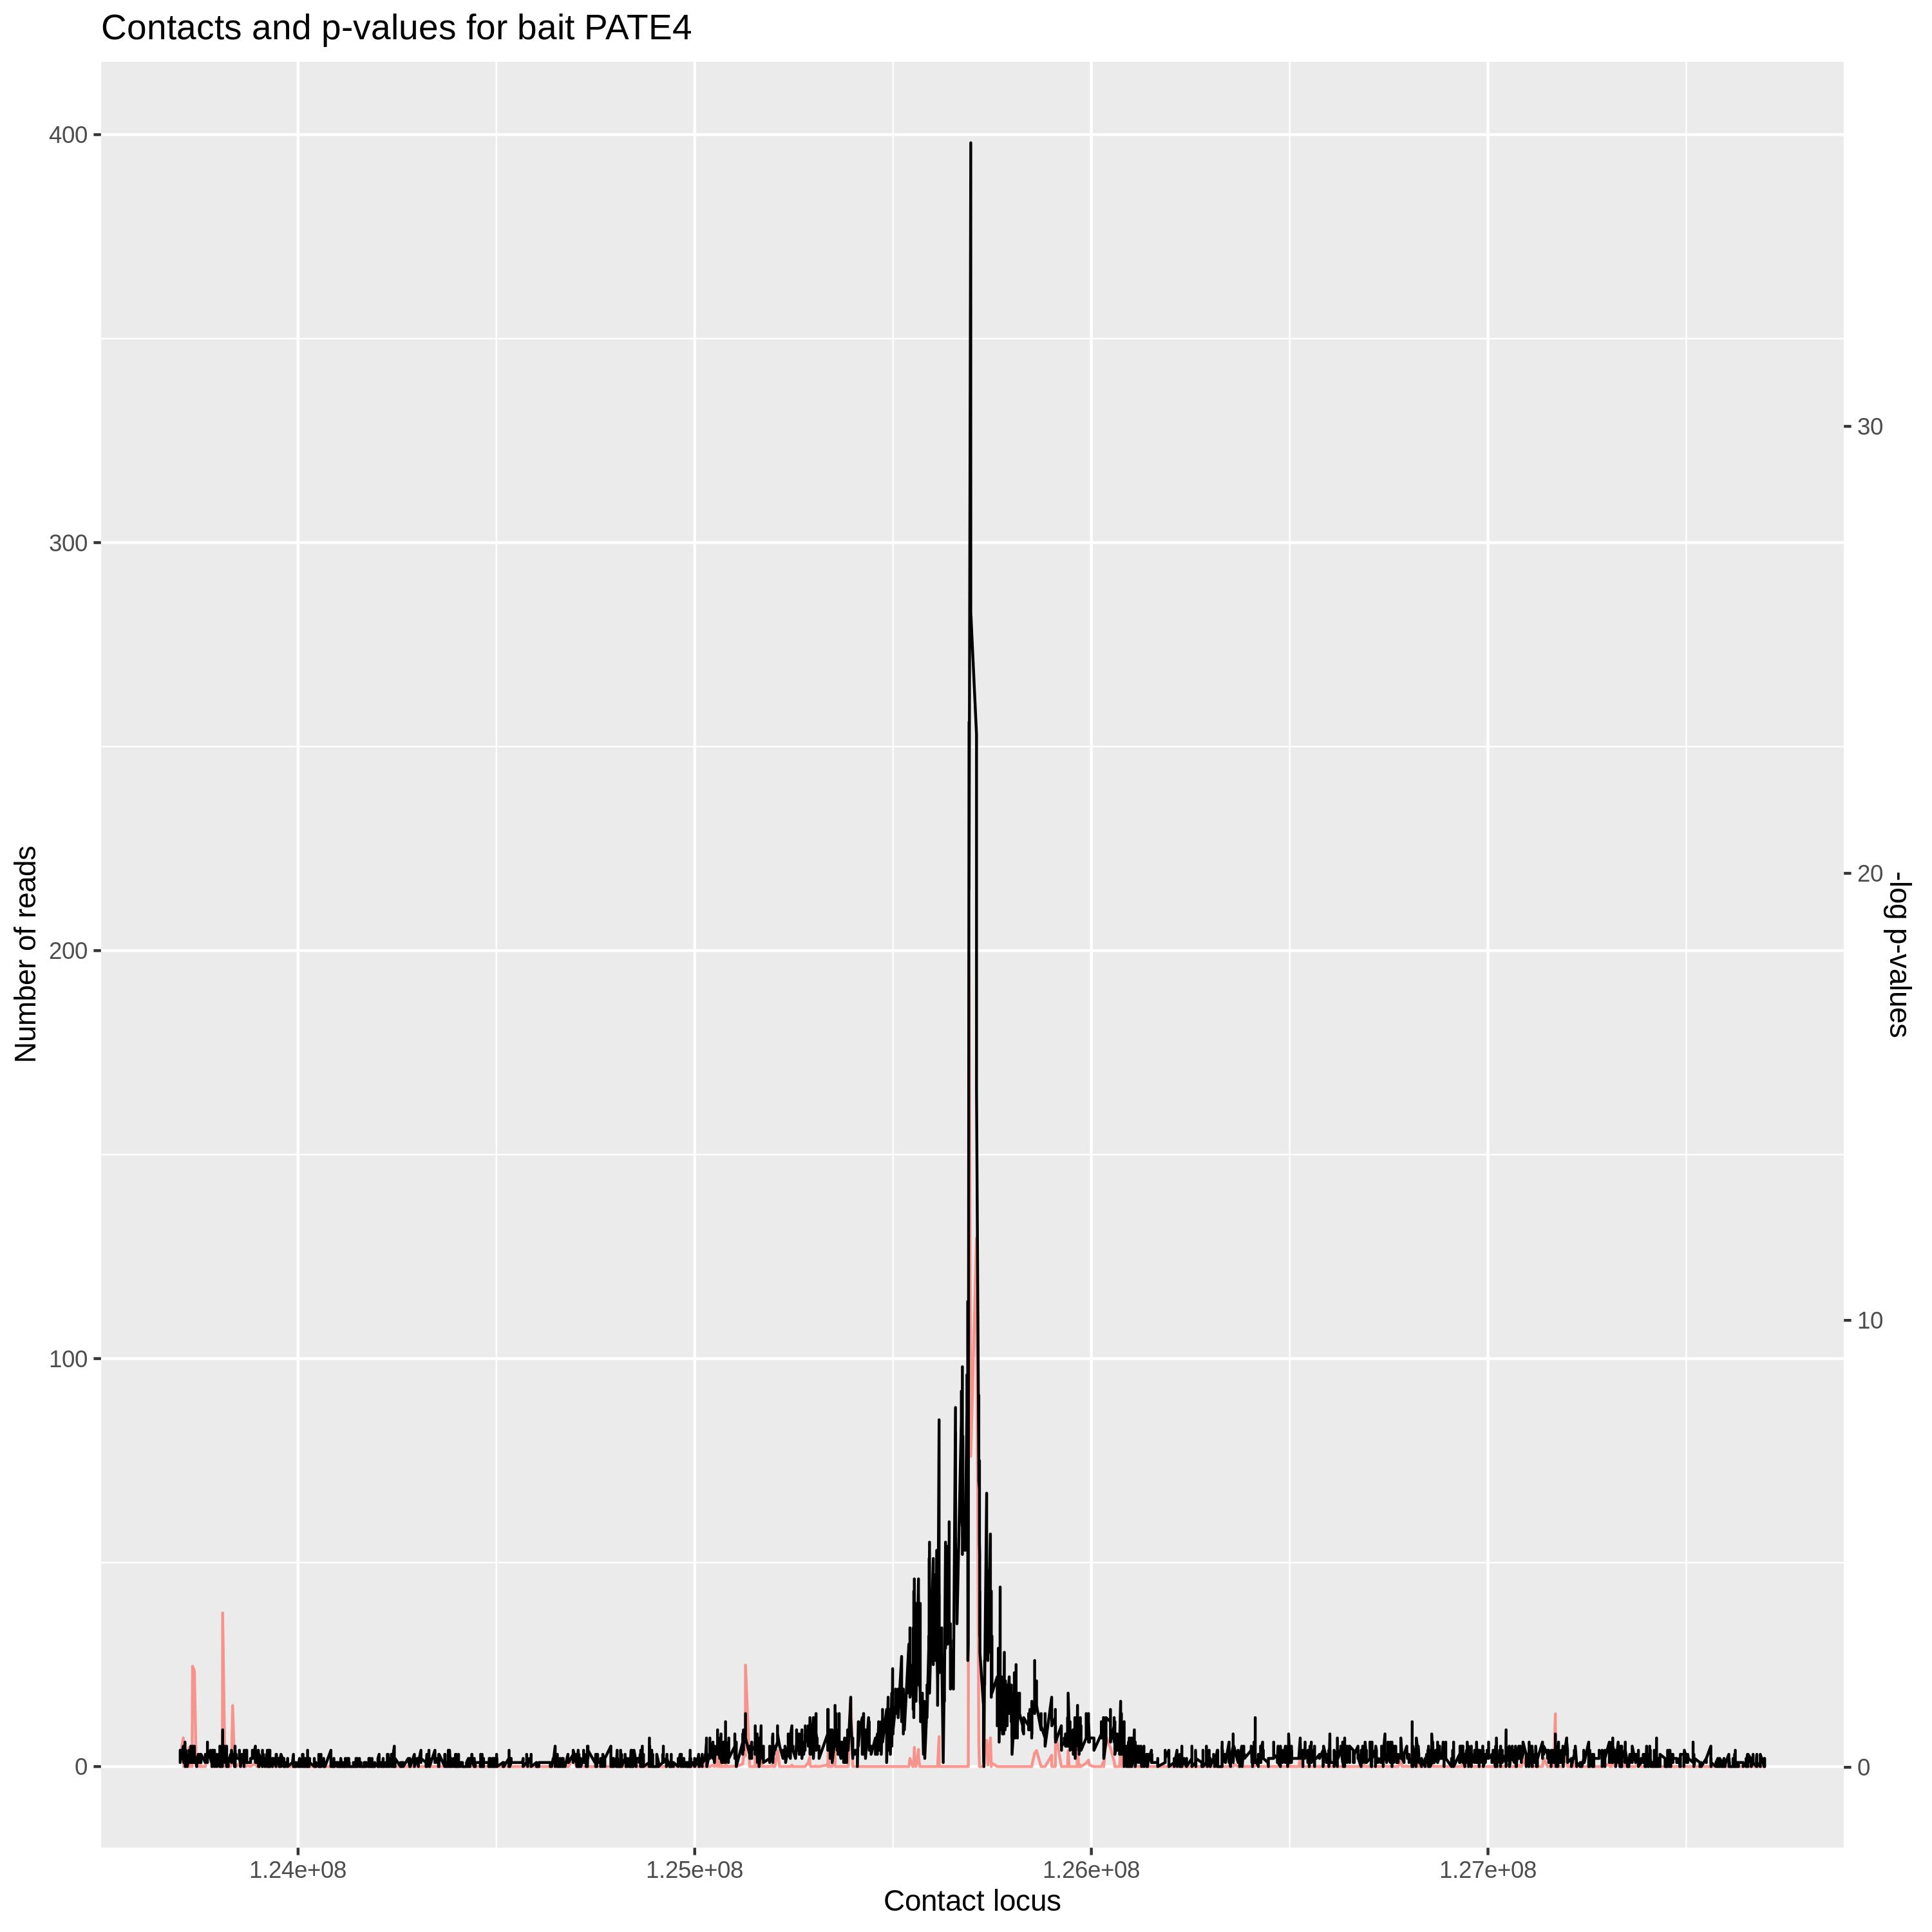 Contacts and p-values for bait PATE4
400
300
200
100
0
Number of reads
30
20
10
0
-log p-values
1.24e+08
1.25e+08
1.26e+08
1.27e+08
Contact locus